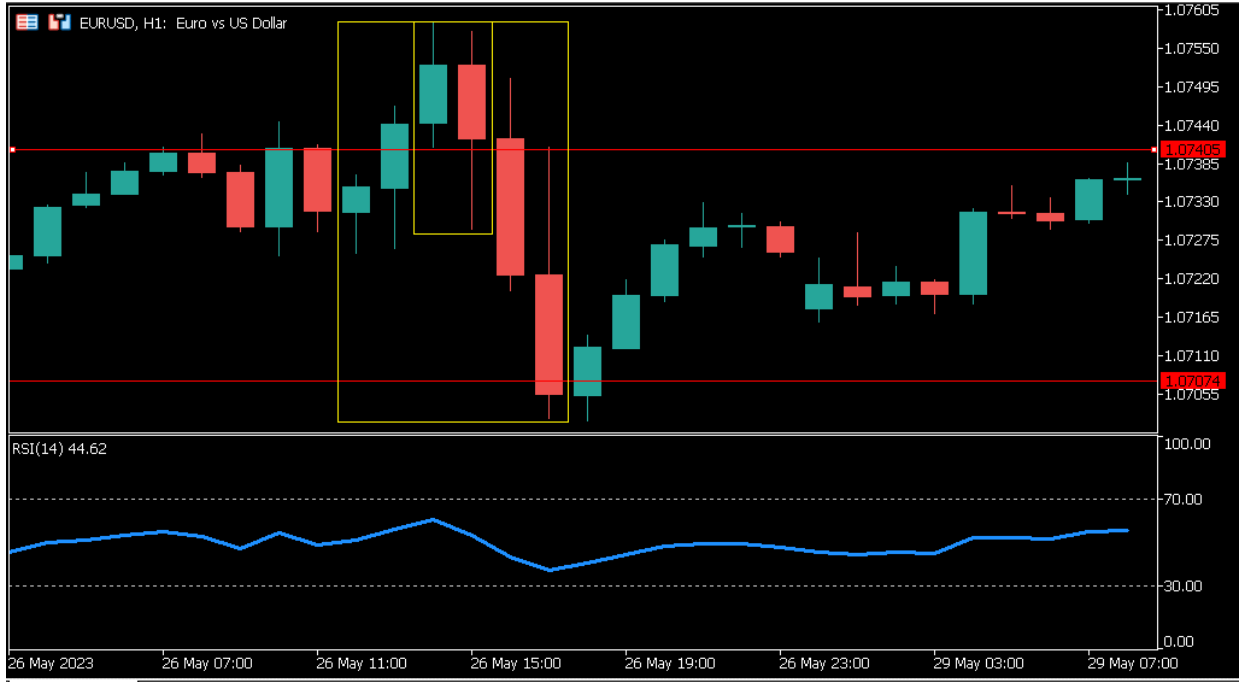 EURUSD, H1: Euro vs US Dollar
1.07605
1.07550
1.07495
1.07440
1.07405
1.07385
1.07330
1.07275
1.07220
1.07165
1.07110
1.07074
1.07055
RSI(14) 44.62
100.00
70.00
30.00
0.00
26 May 2023
26 May 07:00
26 May 11:00
26 May 15:00
26 May 19:00
26 May 23:00
29 May 03:00
29 May 07:00